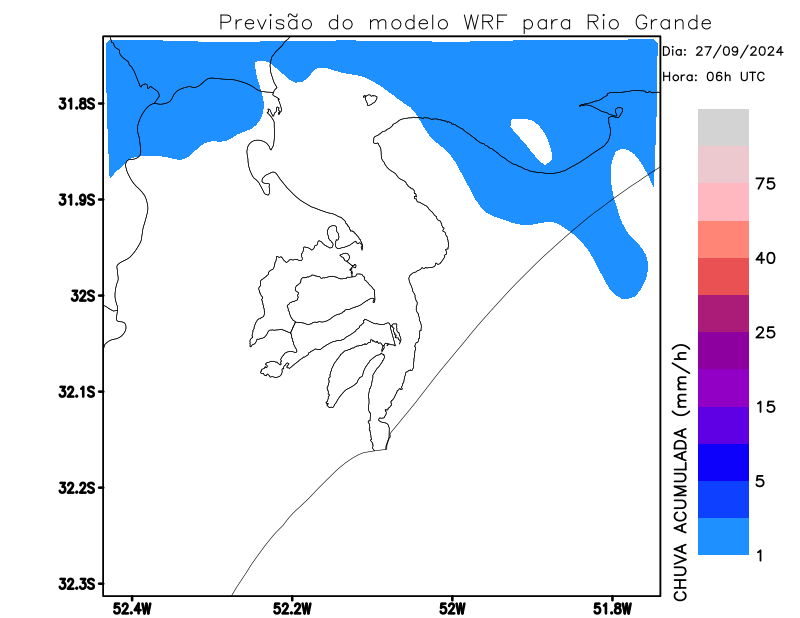 Previsão do modelo WRF para Rio Grande
Dia: 27/09/2024
Hora: 06h UTC
31.8S
31.9S
32S
32.1S
32.2S
32.3S
52.4W
52.2W
52W
51.8W
75
40
25
15
5
1
CHUVA ACUMULADA (mm/h)